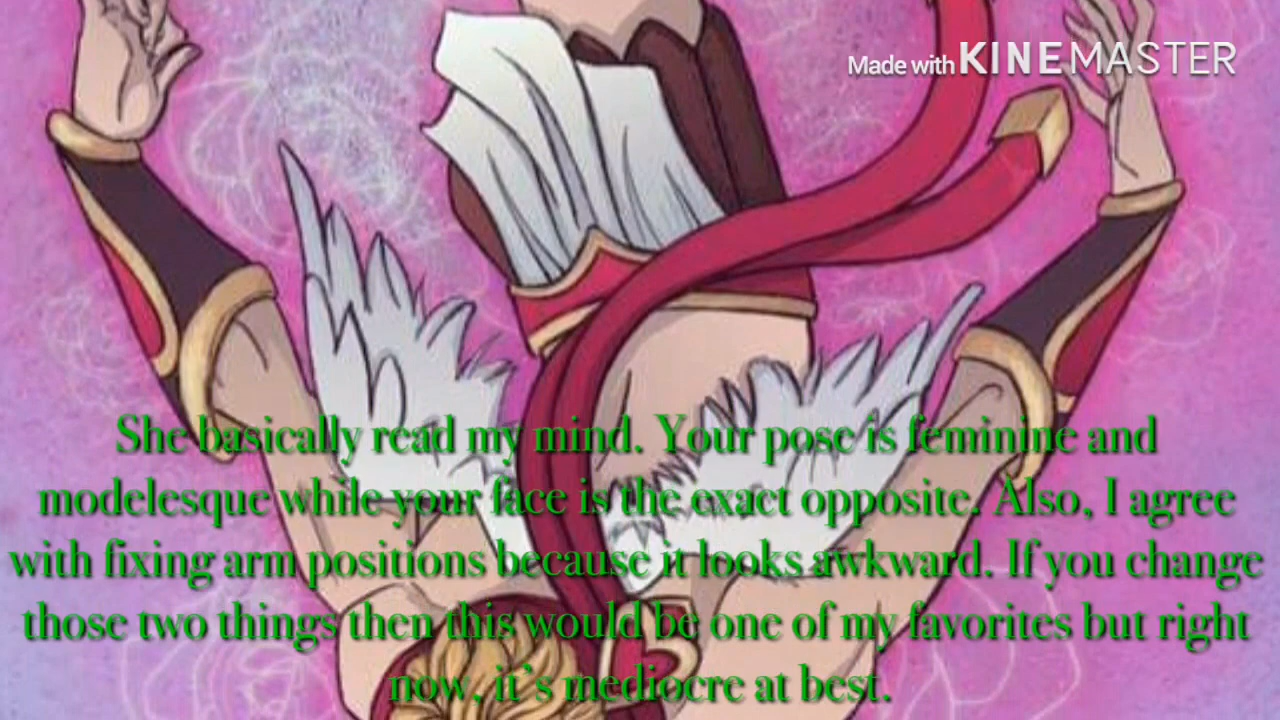 Made with KINEMASTER
She basically read my mind. Your pose is feminine and
modelesque while your face is the exact opposite. Also, I agree
with fixing arm positions because it looks awkward. If you change
those two things then this would be one of my favorites but right
now, it's mediocre at best.